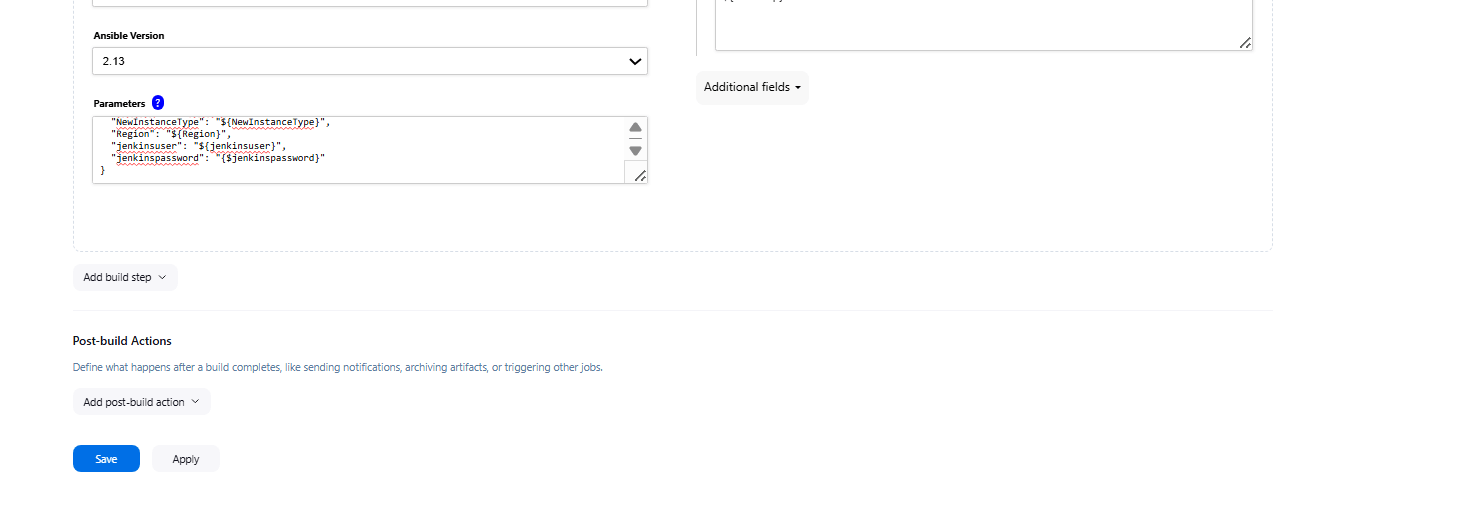 Ansible Version
2.13
Additional fields
Parameters ?
"NewInstanceType": "${NewInstanceType}",
"Region": "${Region}",
"jenkinsuser": "${jenkinsuser}",
"jenkinspassword": "{$jenkinspassword}"
}
Add build step
Post-build Actions
Define what happens after a build completes, like sending notifications, archiving artifacts, or triggering other jobs.
Add post-build action
Save Apply